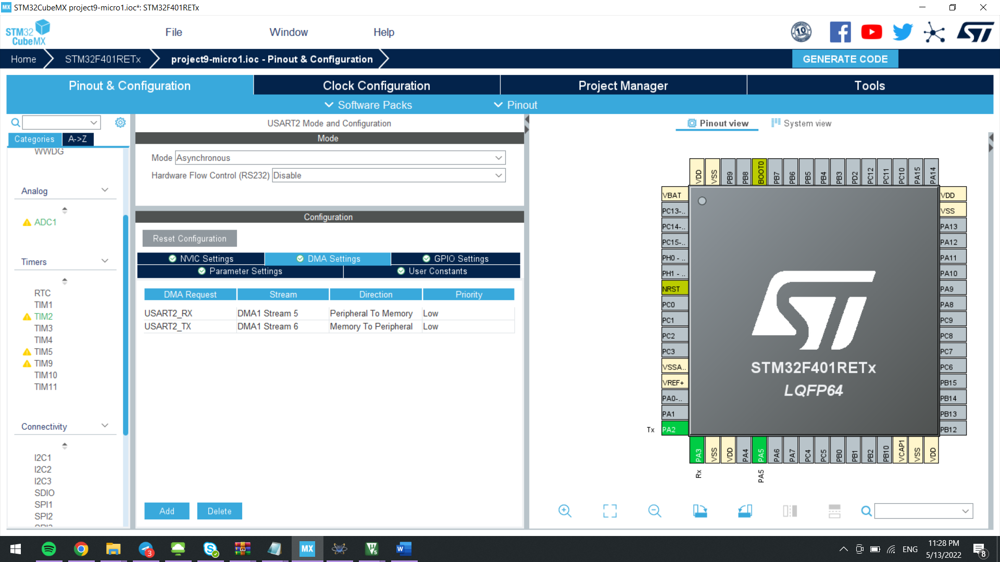 MX STM32CubeMX project9-micro1.ioc*: STM32F401RETx
STM32
CubeMX
File
Window
Help
10
Home
STM32F401RETx
project9-micro1.ioc - Pinout & Configuration
GENERATE CODE
Pinout & Configuration
Clock Configuration
Project Manager
Tools
Software Packs
Pinout
Categories
A->Z
WWDG
Analog
ADC1
Timers
RTC
TIM1
TIM2
TIM3
TIM4
TIM5
TIM9
TIM10
TIM11
Connectivity
I2C1
I2C2
I2C3
SDIO
SPI1
SPI2
USART2 Mode and Configuration
Mode
Mode Asynchronous
Hardware Flow Control (RS232) Disable
Configuration
Reset Configuration
NVIC Settings
DMA Settings
GPIO Settings
Parameter Settings
User Constants
DMA Request Stream Direction Priority
USART2_RX DMA1 Stream 5 Peripheral To Memory Low
USART2_TX DMA1 Stream 6 Memory To Peripheral Low
Add
Delete
Pinout view
System view
VDD
VSS
PB9
PB8
BOOT0
PB7
PB6
PB5
PB4
PB3
PD2
PC12
PC11
PC10
PA15
PA14
VBAT
PC13-..
PC14-..
PC15-..
PH0 - ..
PH1 - ..
NRST
PC0
PC1
PC2
PC3
VSSA..
VREF+
PA0-..
PA1
Tx PA2
VDD
VSS
PA13
PA12
PA11
PA10
PA9
PA8
PC9
PC8
PC7
PC6
PB15
PB14
PB13
PB12
STM32F401RETx
LQFP64
PA3
VSS
VDD
PA4
PA5
PA6
PA7
PC4
PC5
PB0
PB1
PB2
PB10
VCAP1
VSS
VDD
Rx
PA5
3
MX
5
W
ENG
11:28 PM
5/13/2022
8